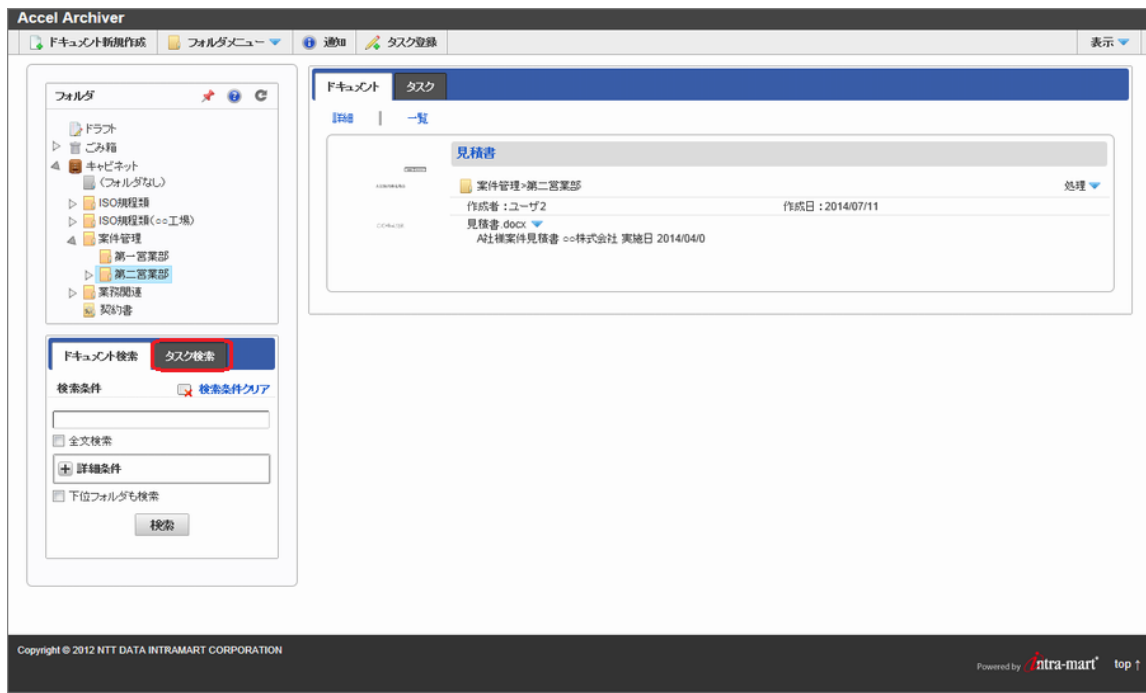 Accel Archiver
ドキュメント新規作成 フォルダメニュー 通知 タスク登録 表示
フォルダ
ドラフト
ごみ箱
キャビネット
(フォルダなし)
ISO規程類
ISO規程類(○○工場)
案件管理
第一営業部
第二営業部
業務関連
契約書
ドキュメント検索 タスク検索
検索条件 検索条件クリア
全文検索
詳細条件
下位フォルダも検索
検索
ドキュメント タスク
詳細 | 一覧
見積書
案件管理>第二営業部 処理
作成者:ユーザ2 作成日:2014/07/11
見積書.docx
A社様案件見積書 ○○株式会社 実施日 2014/04/0
Copyright © 2012 NTT DATA INTRAMART CORPORATION
Powered by intra-mart top ↑